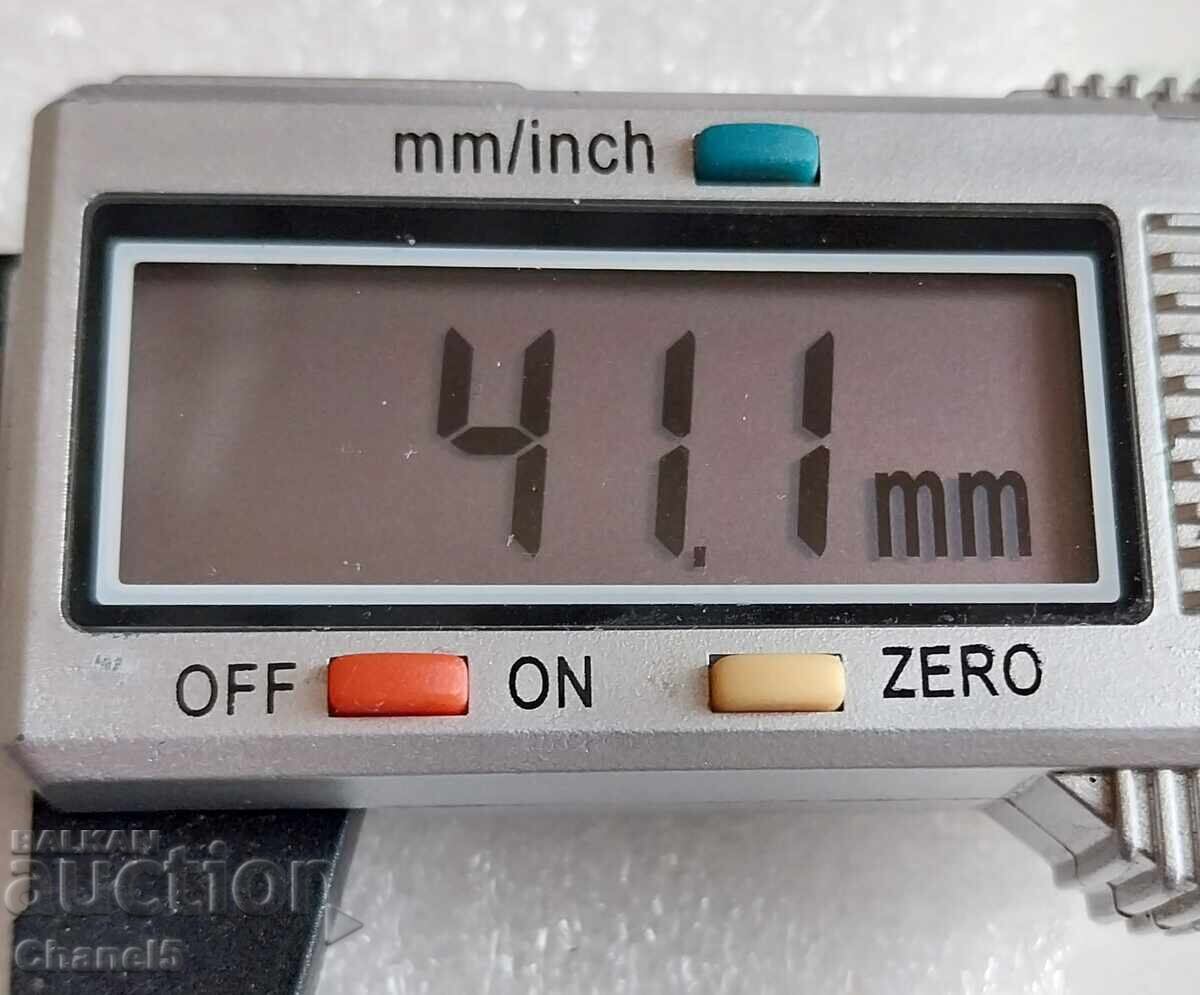 mm/inch
41.1 mm
OFF ON ZERO
BALKAN
auction
Chanel5